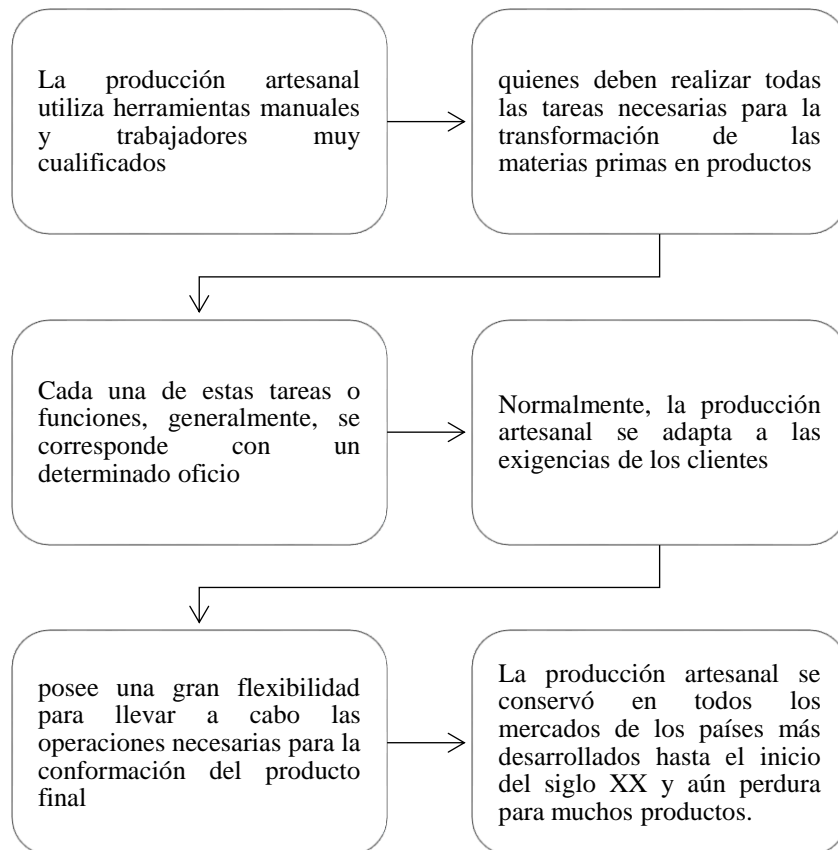 La producción artesanal
utiliza herramientas manuales
y trabajadores muy
cualificados
quienes deben realizar todas
las tareas necesarias para la
transformación de las
materias primas en productos
Cada una de estas tareas o
funciones, generalmente, se
corresponde con un
determinado oficio
Normalmente, la producción
artesanal se adapta a las
exigencias de los clientes
posee una gran flexibilidad
para llevar a cabo las
operaciones necesarias para la
conformación del producto
final
La producción artesanal se
conservó en todos los
mercados de los países más
desarrollados hasta el inicio
del siglo XX y aún perdura
para muchos productos.